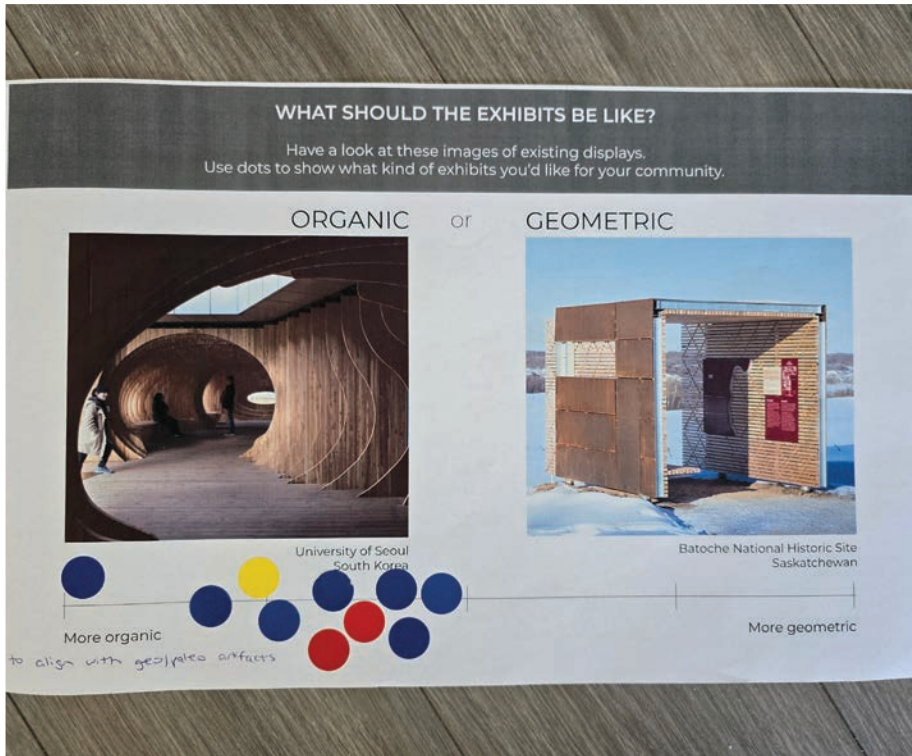 WHAT SHOULD THE EXHIBITS BE LIKE?
Have a look at these images of existing displays.
Use dots to show what kind of exhibits you'd like for your community.
ORGANIC or GEOMETRIC
University of Seoul
South Korea
Batoche National Historic Site
Saskatchewan
More organic
More geometric
to align with geo/paleo artifacts